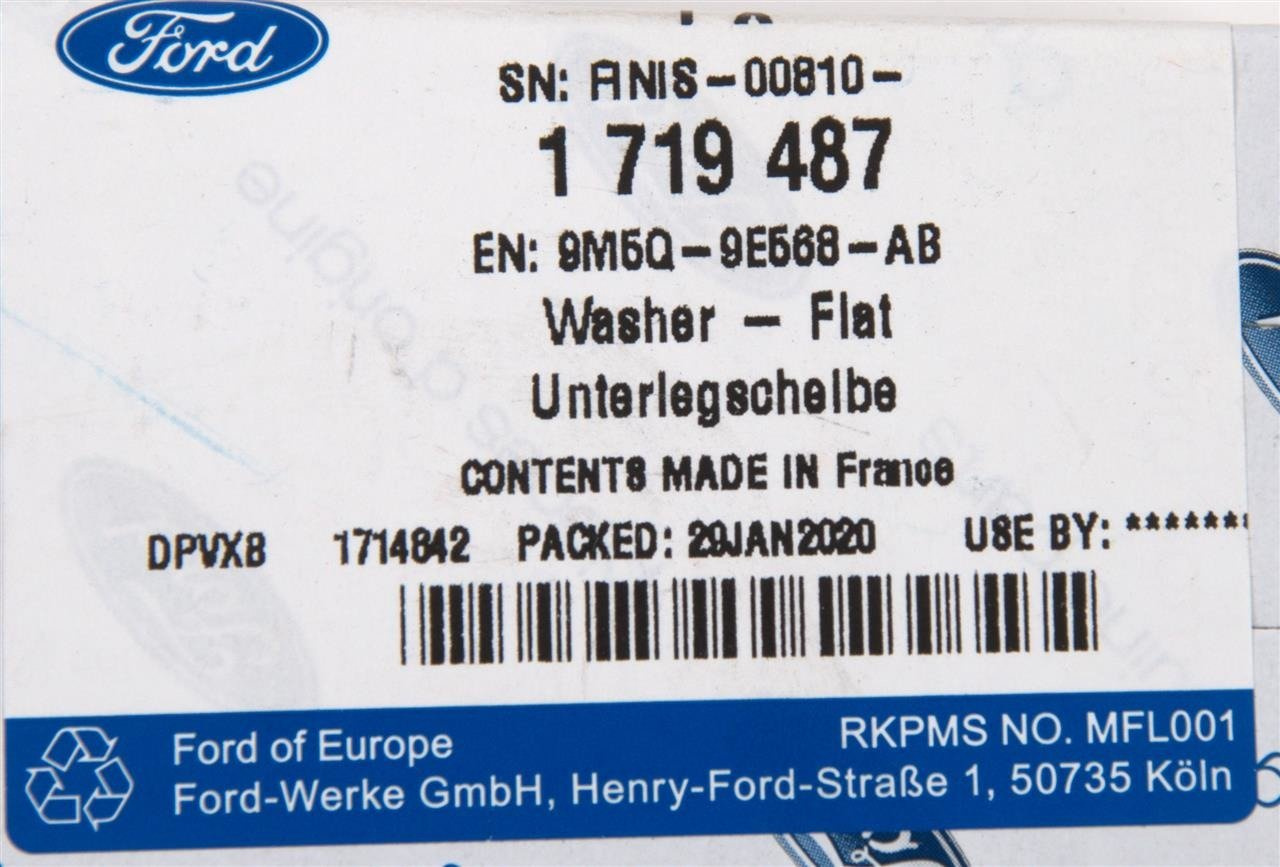 Ford
SN: FINIS-00810-
1 719 487
EN: 9M5Q-9E568-AB
Washer - Flat
Unterlegscheibe
CONTENTS MADE IN France
DPVX8 1714842 PACKED: 29JAN2020 USE BY: *******
Ford of Europe
RKPMS NO. MFL001
Ford-Werke GmbH, Henry-Ford-Straße 1, 50735 Köln